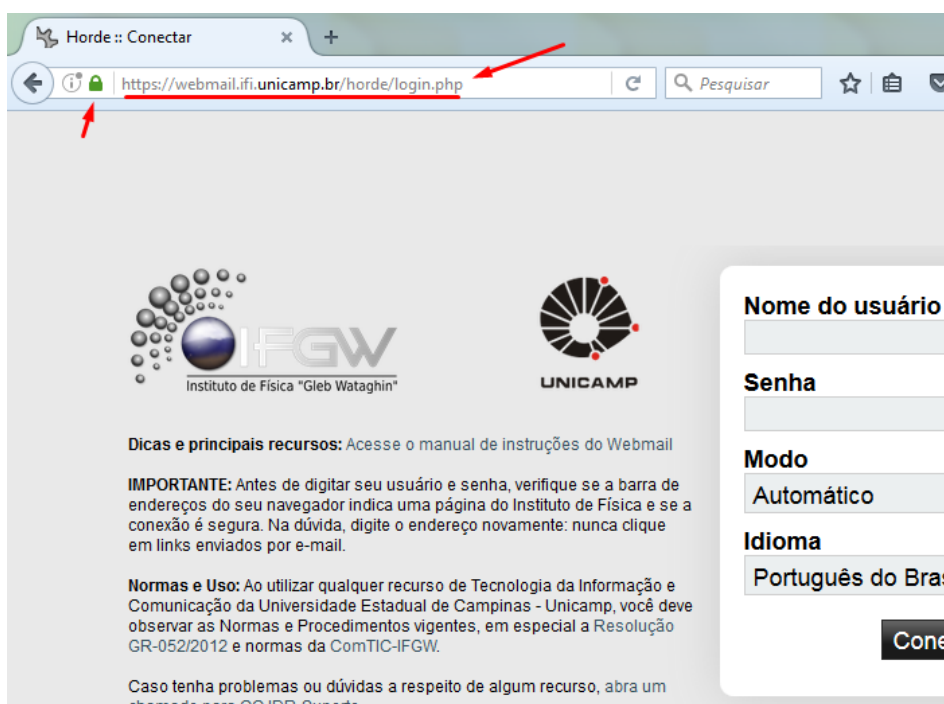 Horde :: Conectar
https://webmail.ifi.unicamp.br/horde/login.php
Pesquisar
IFGW
Instituto de Física "Gleb Wataghin"
UNICAMP
Dicas e principais recursos: Acesse o manual de instruções do Webmail
IMPORTANTE: Antes de digitar seu usuário e senha, verifique se a barra de
endereços do seu navegador indica uma página do Instituto de Física e se a
conexão é segura. Na dúvida, digite o endereço novamente: nunca clique
em links enviados por e-mail.
Normas e Uso: Ao utilizar qualquer recurso de Tecnologia da Informação e
Comunicação da Universidade Estadual de Campinas - Unicamp, você deve
observar as Normas e Procedimentos vigentes, em especial a Resolução
GR-052/2012 e normas da ComTIC-IFGW.
Caso tenha problemas ou dúvidas a respeito de algum recurso, abra um
Nome do usuário
Senha
Modo
Automático
Idioma
Português do Bras
Cone